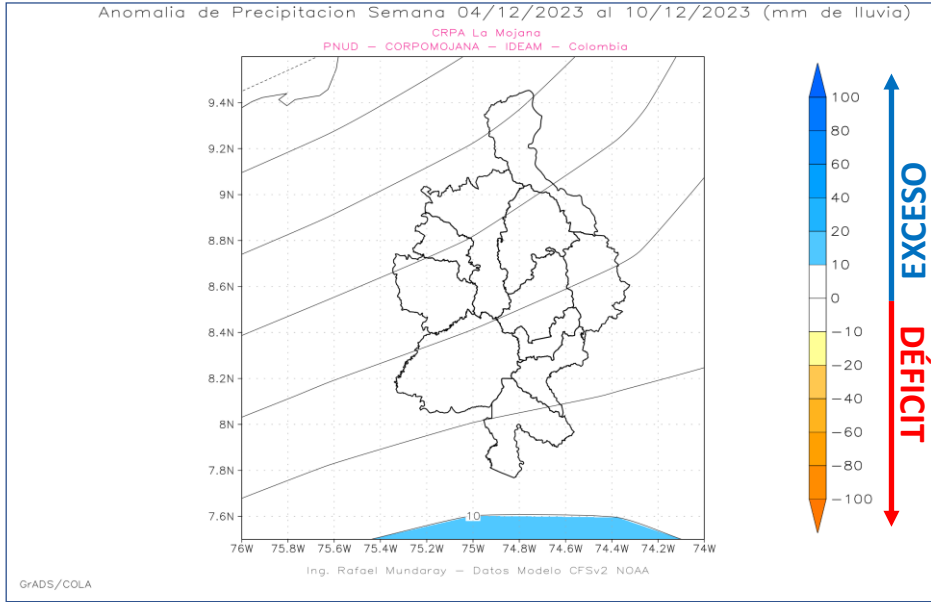 Anomalia de Precipitacion Semana 04/12/2023 al 10/12/2023 (mm de lluvia)
CRPA La Mojana
PNUD – CORPOMOJANA – IDEAM – Colombia
9.4N
9.2N
9N
8.8N
8.6N
8.4N
8.2N
8N
7.8N
7.6N
10
76W 75.8W 75.6W 75.4W 75.2W 75W 74.8W 74.6W 74.4W 74.2W 74W
100
80
60
40
20
10
0
−10
−20
−40
−60
−80
−100
EXCESO
DÉFICIT
Ing. Rafael Mundaray – Datos Modelo CFSv2 NOAA
GrADS/COLA